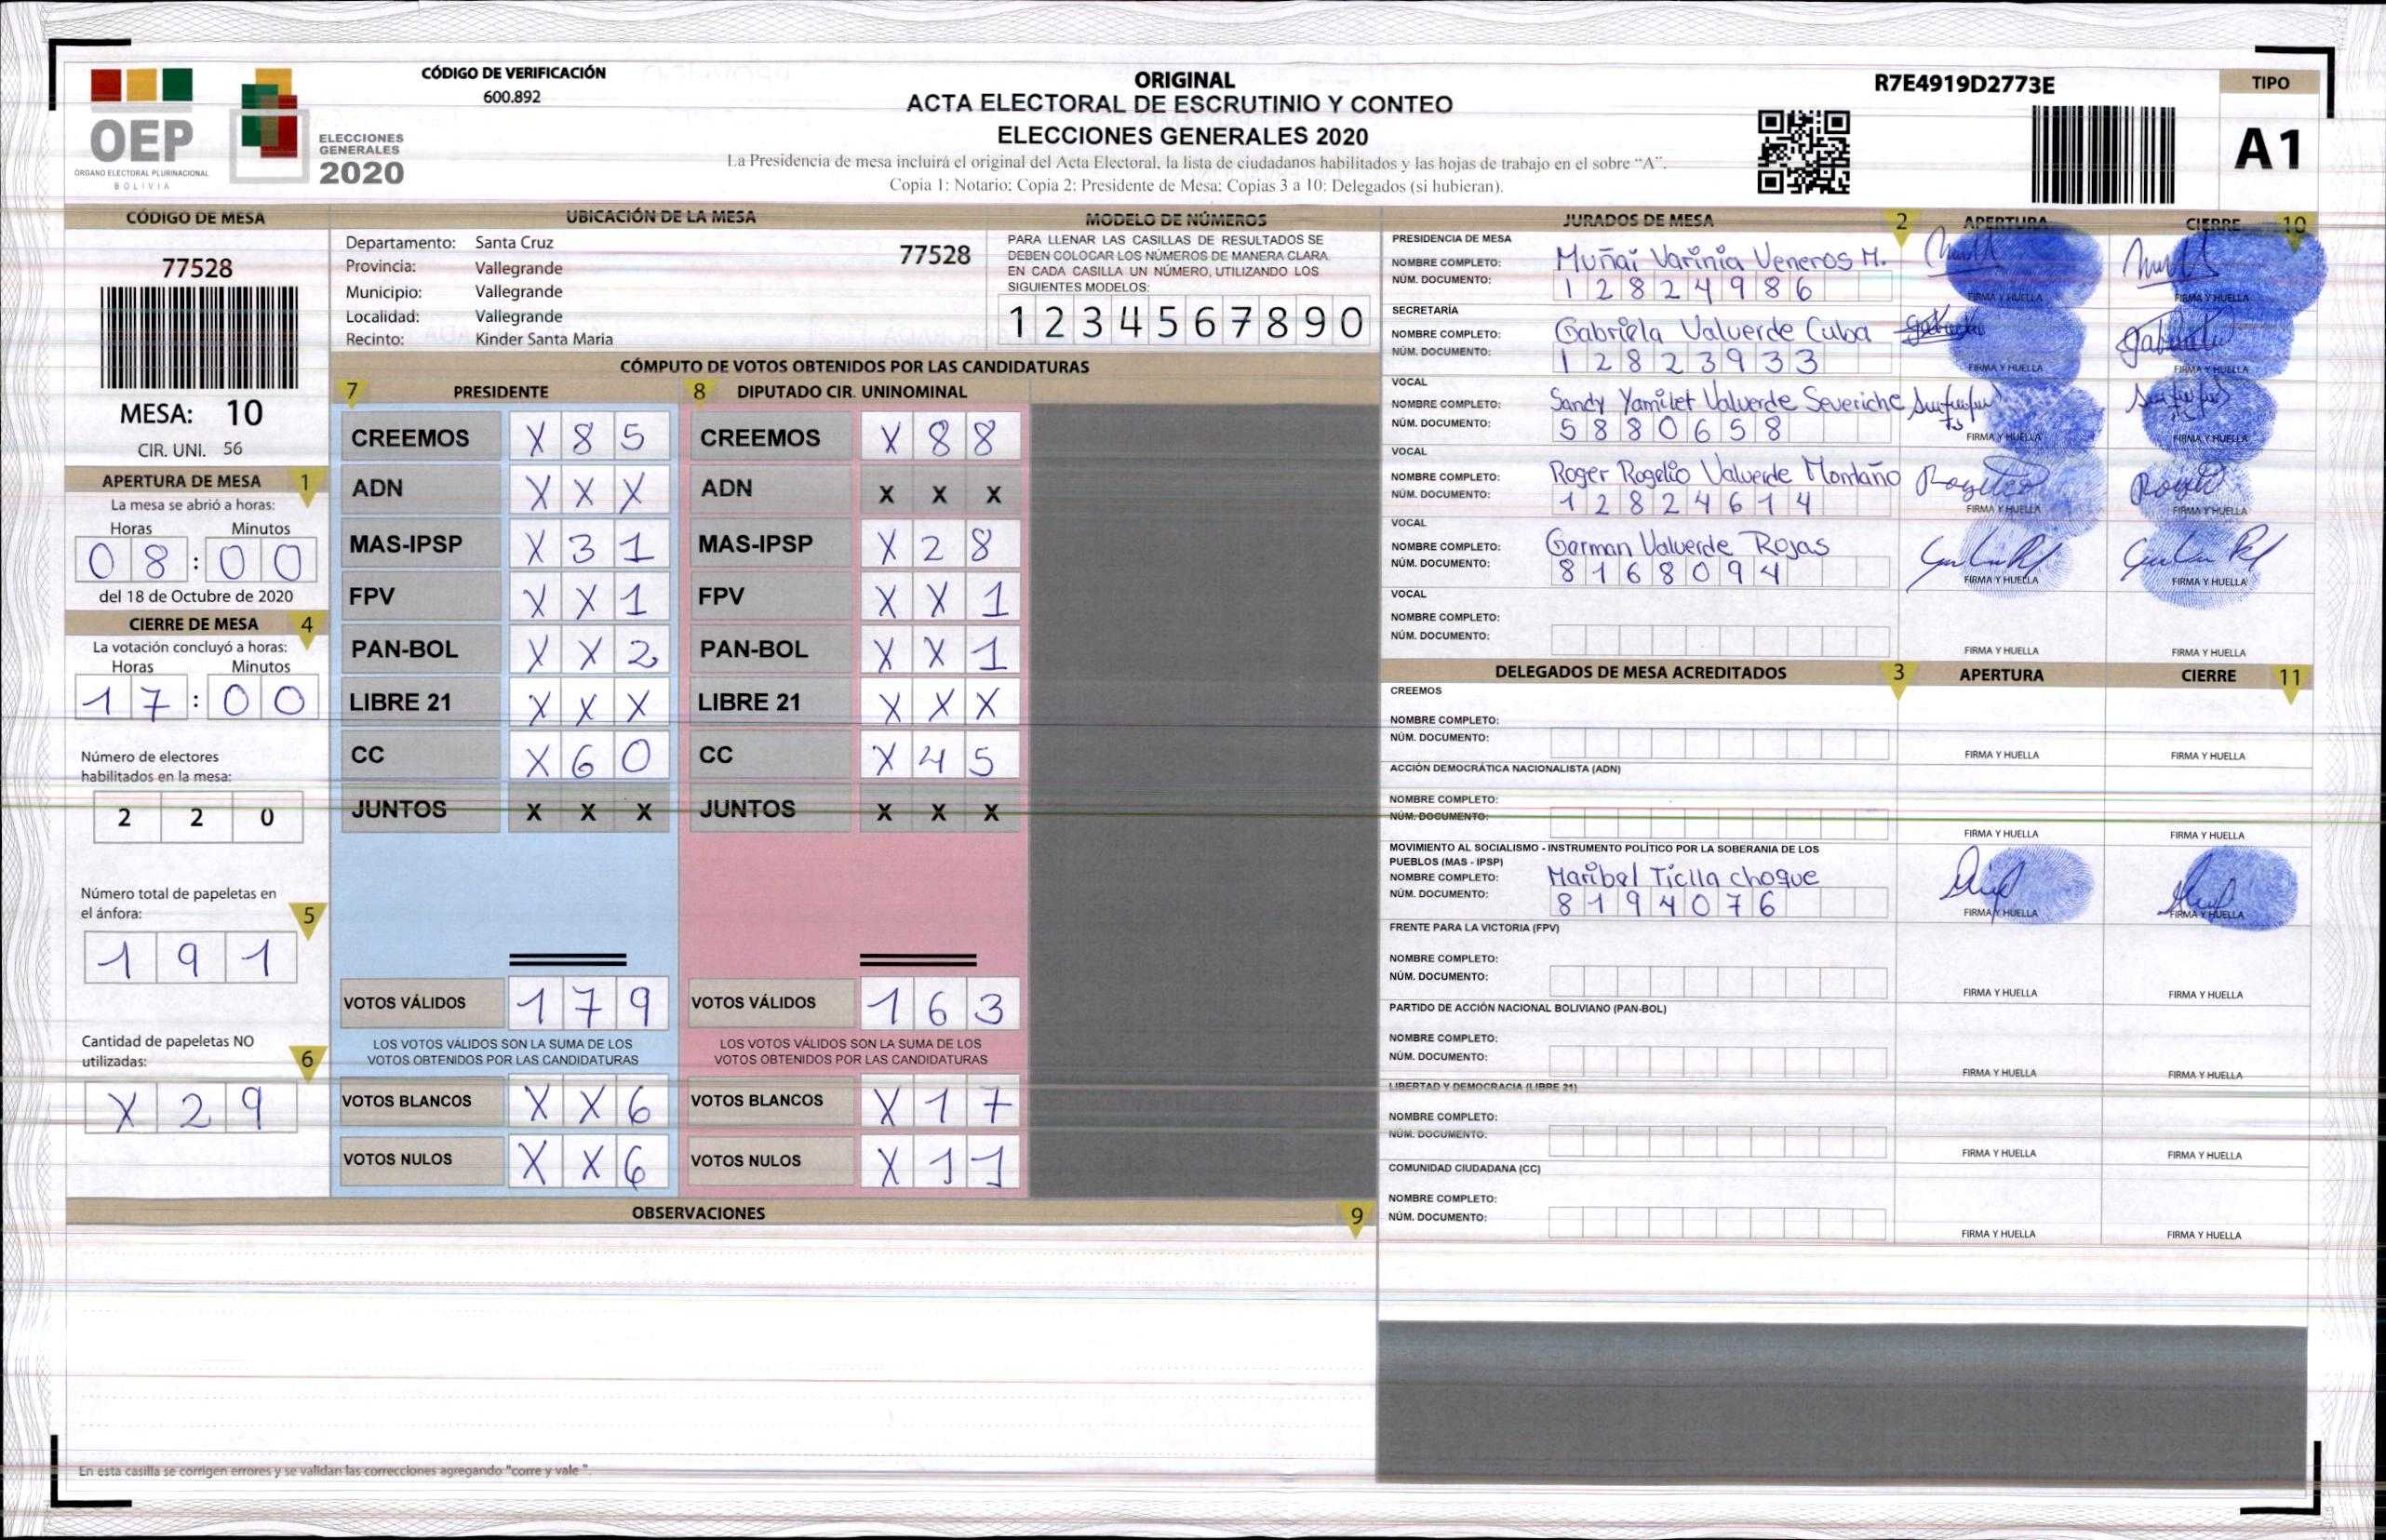 CÓDIGO DE VERIFICACIÓN
600.892
OEP
ÓRGANO ELECTORAL PLURINACIONAL
BOLIVIA
ELECCIONES
GENERALES
2020
ORIGINAL
ACTA ELECTORAL DE ESCRUTINIO Y CONTEO
ELECCIONES GENERALES 2020
La Presidencia de mesa incluirá el original del Acta Electoral, la lista de ciudadanos habilitados y las hojas de trabajo en el sobre "A".
Copia 1: Notario; Copia 2: Presidente de Mesa; Copias 3 a 10: Delegados (si hubieran).
R7E4919D2773E
TIPO
A1
CÓDIGO DE MESA
77528
MESA: 10
CIR. UNI. 56
APERTURA DE MESA 1
La mesa se abrió a horas:
Horas Minutos
08:00
del 18 de Octubre de 2020
CIERRE DE MESA 4
La votación concluyó a horas:
Horas Minutos
17:00
Número de electores
habilitados en la mesa:
2 2 0
Número total de papeletas en
el ánfora: 5
1 9 1
Cantidad de papeletas NO
utilizadas: 6
X 2 9
UBICACIÓN DE LA MESA
Departamento: Santa Cruz 77528
Provincia: Vallegrande
Municipio: Vallegrande
Localidad: Vallegrande
Recinto: Kinder Santa Maria
MODELO DE NÚMEROS
PARA LLENAR LAS CASILLAS DE RESULTADOS SE
DEBEN COLOCAR LOS NÚMEROS DE MANERA CLARA.
EN CADA CASILLA UN NÚMERO, UTILIZANDO LOS
SIGUIENTES MODELOS:
1 2 3 4 5 6 7 8 9 0
CÓMPUTO DE VOTOS OBTENIDOS POR LAS CANDIDATURAS
7 PRESIDENTE 8 DIPUTADO CIR. UNINOMINAL
CREEMOS X 8 5 CREEMOS X 8 8
ADN X X X ADN X X X
MAS-IPSP X 3 1 MAS-IPSP X 2 8
FPV X X 1 FPV X X 1
PAN-BOL X X 2 PAN-BOL X X 1
LIBRE 21 X X X LIBRE 21 X X X
CC X 6 0 CC X 4 5
JUNTOS X X X JUNTOS X X X
VOTOS VÁLIDOS 1 7 9 VOTOS VÁLIDOS 1 6 3
LOS VOTOS VÁLIDOS SON LA SUMA DE LOS LOS VOTOS VÁLIDOS SON LA SUMA DE LOS
VOTOS OBTENIDOS POR LAS CANDIDATURAS VOTOS OBTENIDOS POR LAS CANDIDATURAS
VOTOS BLANCOS X X 6 VOTOS BLANCOS X 1 7
VOTOS NULOS X X 6 VOTOS NULOS X 1 1
OBSERVACIONES 9
En esta casilla se corrigen errores y se validan las correcciones agregando "corre y vale ".
JURADOS DE MESA 2 APERTURA CIERRE 10
PRESIDENCIA DE MESA
NOMBRE COMPLETO: Muñai Varinia Veneros M.
NÚM. DOCUMENTO: 12824986
FIRMA Y HUELLA FIRMA Y HUELLA
SECRETARÍA
NOMBRE COMPLETO: Gabriela Valverde Cuba
NÚM. DOCUMENTO: 12823933
FIRMA Y HUELLA FIRMA Y HUELLA
VOCAL
NOMBRE COMPLETO: Sandy Yamilet Valverde Severiche
NÚM. DOCUMENTO: 5880658
FIRMA Y HUELLA FIRMA Y HUELLA
VOCAL
NOMBRE COMPLETO: Roger Rogelio Valverde Montaño
NÚM. DOCUMENTO: 12824614
FIRMA Y HUELLA FIRMA Y HUELLA
VOCAL
NOMBRE COMPLETO: German Valverde Rojas
NÚM. DOCUMENTO: 8168094
FIRMA Y HUELLA FIRMA Y HUELLA
VOCAL
NOMBRE COMPLETO:
NÚM. DOCUMENTO:
FIRMA Y HUELLA FIRMA Y HUELLA
DELEGADOS DE MESA ACREDITADOS 3 APERTURA CIERRE 11
CREEMOS
NOMBRE COMPLETO:
NÚM. DOCUMENTO:
FIRMA Y HUELLA FIRMA Y HUELLA
ACCIÓN DEMOCRÁTICA NACIONALISTA (ADN)
NOMBRE COMPLETO:
NÚM. DOCUMENTO:
FIRMA Y HUELLA FIRMA Y HUELLA
MOVIMIENTO AL SOCIALISMO - INSTRUMENTO POLÍTICO POR LA SOBERANIA DE LOS
PUEBLOS (MAS - IPSP)
NOMBRE COMPLETO: Maribel Ticlla choque
NÚM. DOCUMENTO: 8194076
FIRMA Y HUELLA FIRMA Y HUELLA
FRENTE PARA LA VICTORIA (FPV)
NOMBRE COMPLETO:
NÚM. DOCUMENTO:
FIRMA Y HUELLA FIRMA Y HUELLA
PARTIDO DE ACCIÓN NACIONAL BOLIVIANO (PAN-BOL)
NOMBRE COMPLETO:
NÚM. DOCUMENTO:
FIRMA Y HUELLA FIRMA Y HUELLA
LIBERTAD Y DEMOCRACIA (LIBRE 21)
NOMBRE COMPLETO:
NÚM. DOCUMENTO:
FIRMA Y HUELLA FIRMA Y HUELLA
COMUNIDAD CIUDADANA (CC)
NOMBRE COMPLETO:
NÚM. DOCUMENTO:
FIRMA Y HUELLA FIRMA Y HUELLA